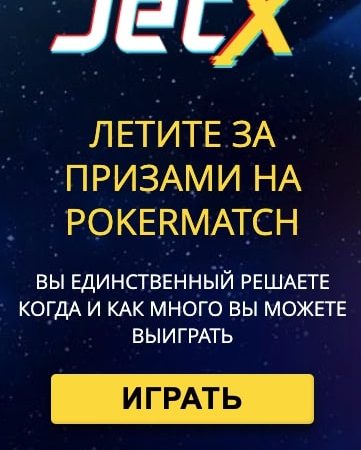 JetX
ЛЕТИТЕ ЗА
ПРИЗАМИ НА
POKERMATCH
ВЫ ЕДИНСТВЕННЫЙ РЕШАЕТЕ
КОГДА И КАК МНОГО ВЫ МОЖЕТЕ
ВЫИГРАТЬ
ИГРАТЬ